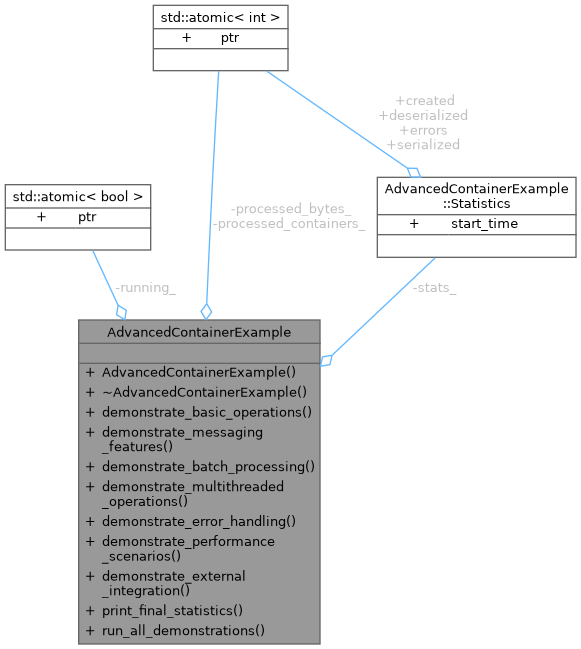 std::atomic< int >
+ ptr
+created
+deserialized
+errors
+serialized
std::atomic< bool >
+ ptr
AdvancedContainerExample
::Statistics
+ start_time
-processed_bytes_
-processed_containers_
-running_
-stats_
AdvancedContainerExample
+ AdvancedContainerExample()
+ ~AdvancedContainerExample()
+ demonstrate_basic_operations()
+ demonstrate_messaging
_features()
+ demonstrate_batch_processing()
+ demonstrate_multithreaded
_operations()
+ demonstrate_error_handling()
+ demonstrate_performance
_scenarios()
+ demonstrate_external
_integration()
+ print_final_statistics()
+ run_all_demonstrations()